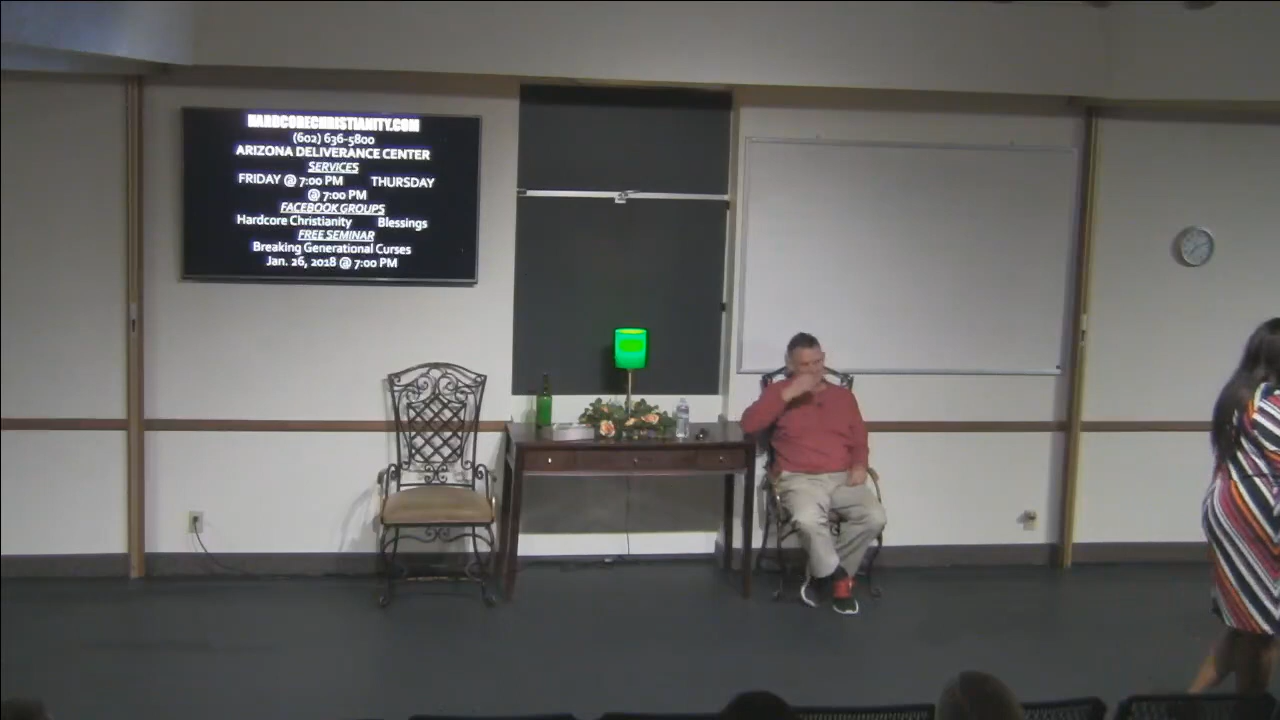 HARDCORECHRISTIANITY.COM
(602) 636-5800
ARIZONA DELIVERANCE CENTER
SERVICES
FRIDAY @ 7:00 PM THURSDAY
@ 7:00 PM
FACEBOOK GROUPS
Hardcore Christianity Blessings
FREE SEMINAR
Breaking Generational Curses
Jan. 26, 2018 @ 7:00 PM